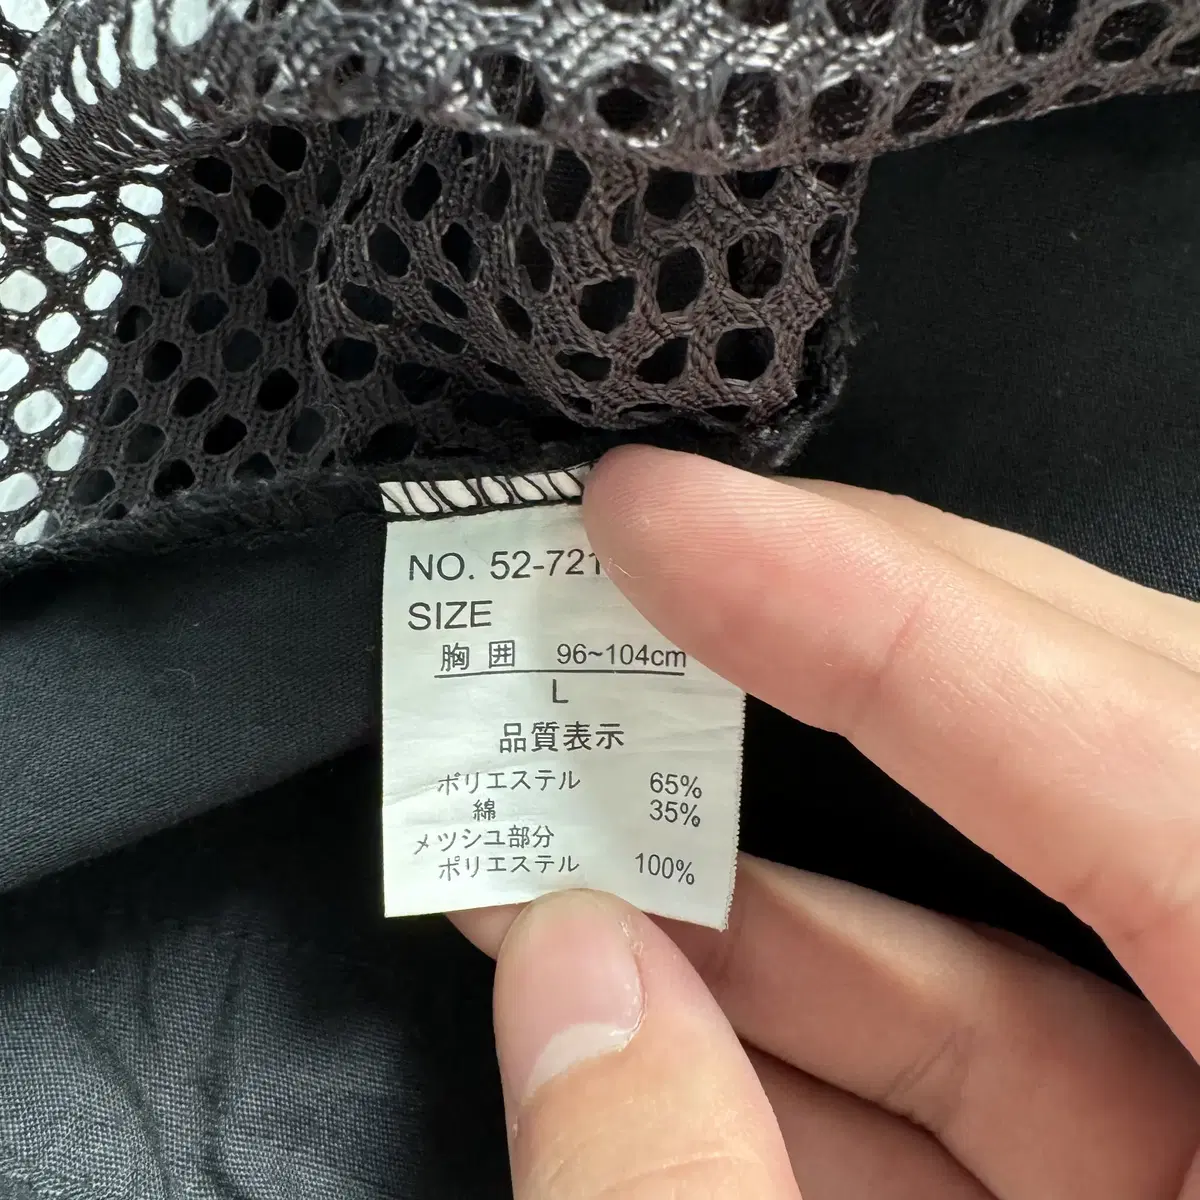 NO. 52-721
SIZE
胸 囲 96~104cm
L
品質表示
ポリエステル 65%
綿 35%
メツシユ部分
ポリエステル 100%